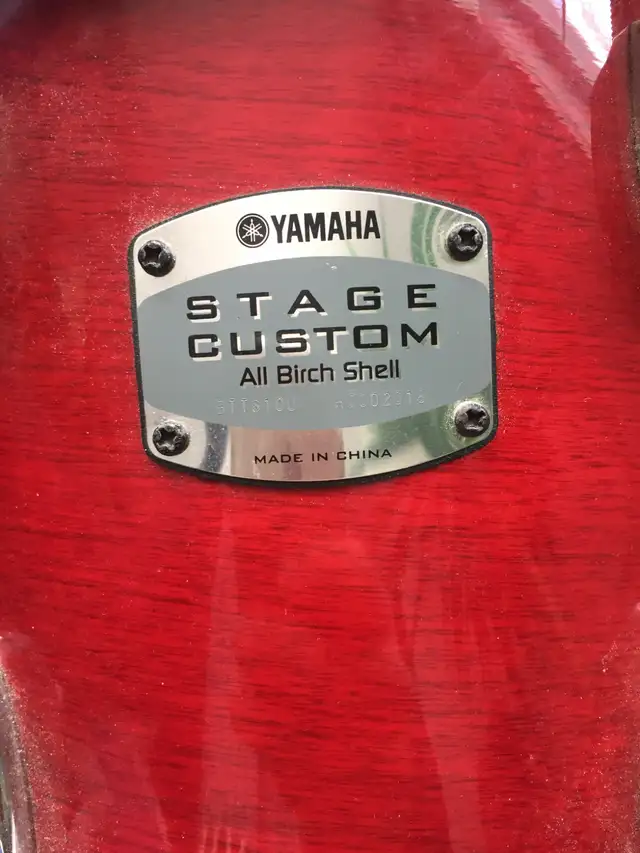 YAMAHA
STAGE
CUSTOM
All Birch Shell
MADE IN CHINA